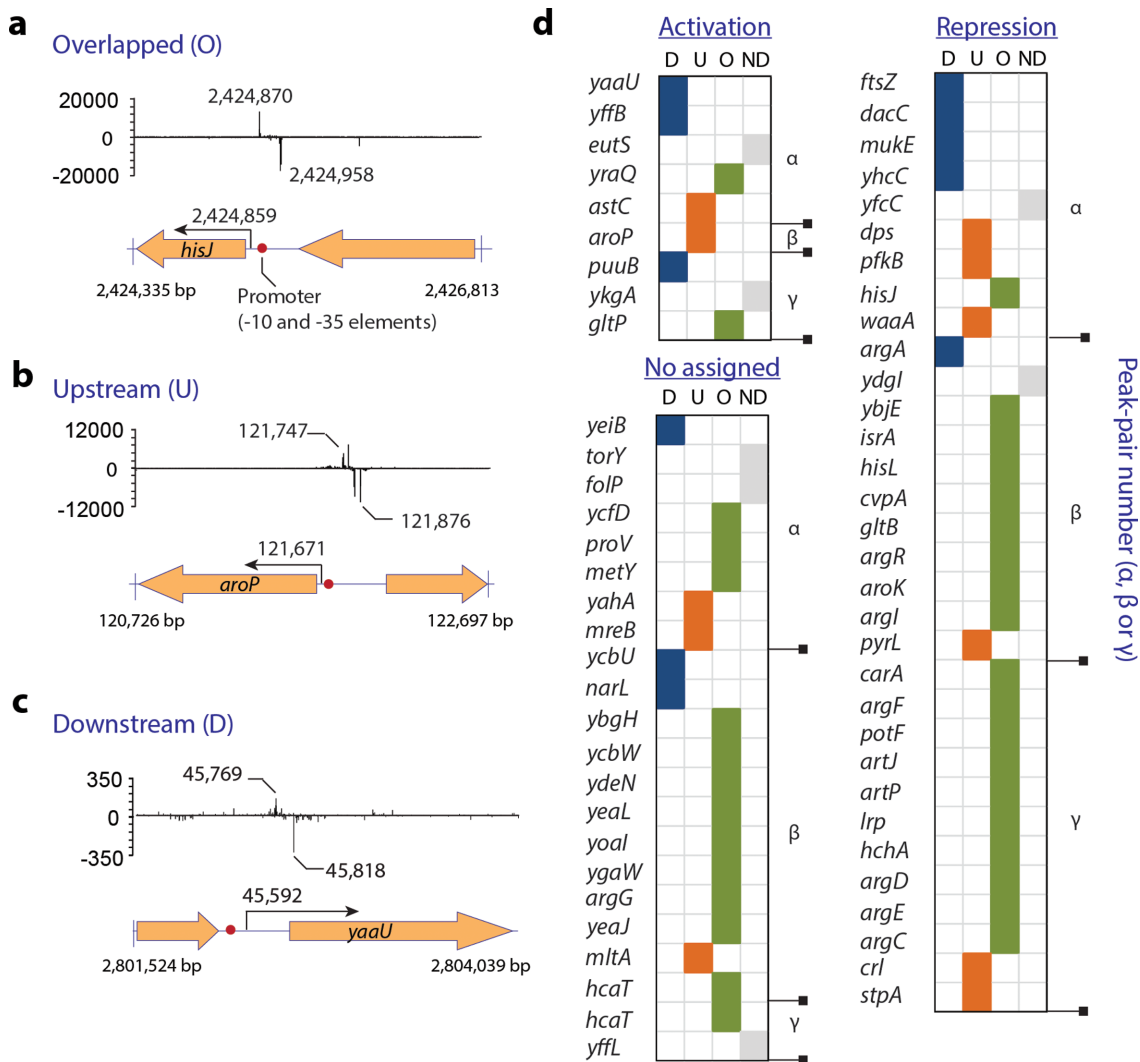 a
Overlapped (O)
20000
0
-20000
2,424,870
2,424,958
2,424,859
hisJ
2,424,335 bp
2,426,813
Promoter
(-10 and -35 elements)
b
Upstream (U)
12000
0
-12000
121,747
121,876
121,671
aroP
120,726 bp
122,697 bp
c
Downstream (D)
350
0
-350
45,769
45,818
45,592
yaaU
2,801,524 bp
2,804,039 bp
d
Activation
D U O ND
yaaU
yffB
eutS
yraQ
astC
aroP
puuB
ykgA
gltP
α
β
γ
No assigned
D U O ND
yeiB
torY
folP
ycfD
proV
metY
yahA
mreB
ycbU
narL
ybgH
ycbW
ydeN
yeaL
yoaI
ygaW
argG
yeaJ
mltA
hcaT
hcaT
yffL
α
β
γ
Repression
D U O ND
ftsZ
dacC
mukE
yhcC
yfcC
dps
pfkB
hisJ
waaA
argA
ydgI
ybjE
isrA
hisL
cvpA
gltB
argR
aroK
argI
pyrL
carA
argF
potF
artJ
artP
lrp
hchA
argD
argE
argC
crl
stpA
α
β
γ
Peak-pair number (α, β or γ)